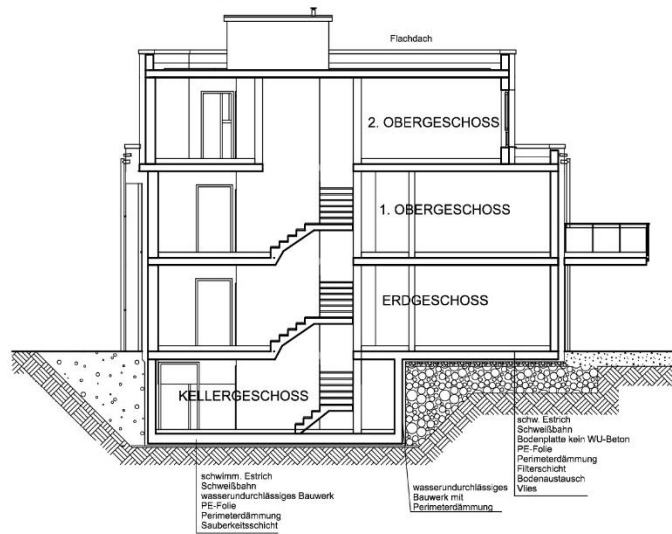 Flachdach
2. OBERGESCHOSS
1. OBERGESCHOSS
ERDGESCHOSS
KELLERGESCHOSS
schw. Estrich
Schweißbahn
Bodenplatte kein WU-Beton
PE-Folie
Perimeterdämmung
Filterschicht
Bodenaustausch
Vlies
schwimm. Estrich
Schweißbahn
wasserundurchlässiges Bauwerk
PE-Folie
Perimeterdämmung
Sauberkeitsschicht
wasserundurchlässiges
Bauwerk mit
Perimeterdämmung